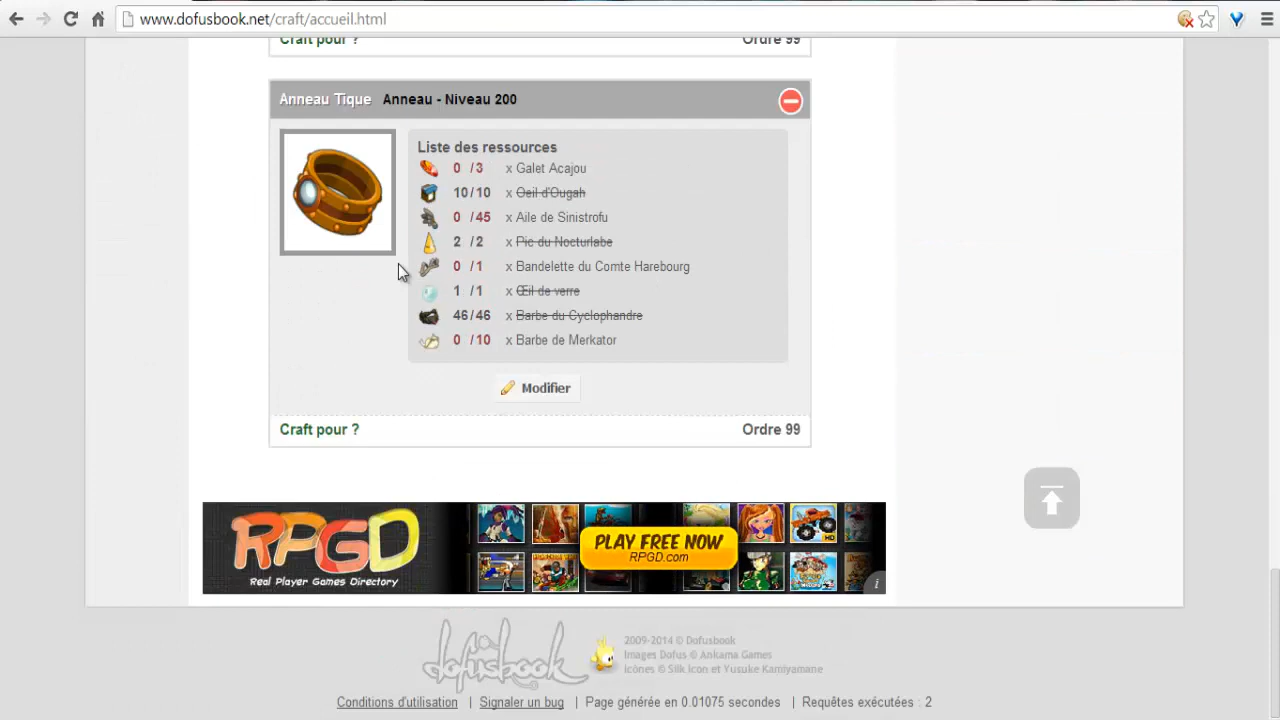 www.dofusbook.net/craft/accueil.html
Craft pour ? Ordre 99
Anneau Tique Anneau - Niveau 200
Liste des ressources
0 /3 x Galet Acajou
10/10 x Oeil d'Ougah
0 /45 x Aile de Sinistrofu
2 /2 x Pic du Nocturlabe
0 /1 x Bandelette du Comte Harebourg
1 /1 x Œil de verre
46/46 x Barbe du Cyclophandre
0 /10 x Barbe de Merkator
Modifier
Craft pour ? Ordre 99
RPGD
Real Player Games Directory
PLAY FREE NOW
RPGD.com
HD
i
dofusbook
2009-2014 © Dofusbook
Images Dofus © Ankama Games
Icônes © Silk Icon et Yusuke Kamiyamane
Conditions d'utilisation | Signaler un bug | Page générée en 0.01075 secondes | Requêtes exécutées : 2